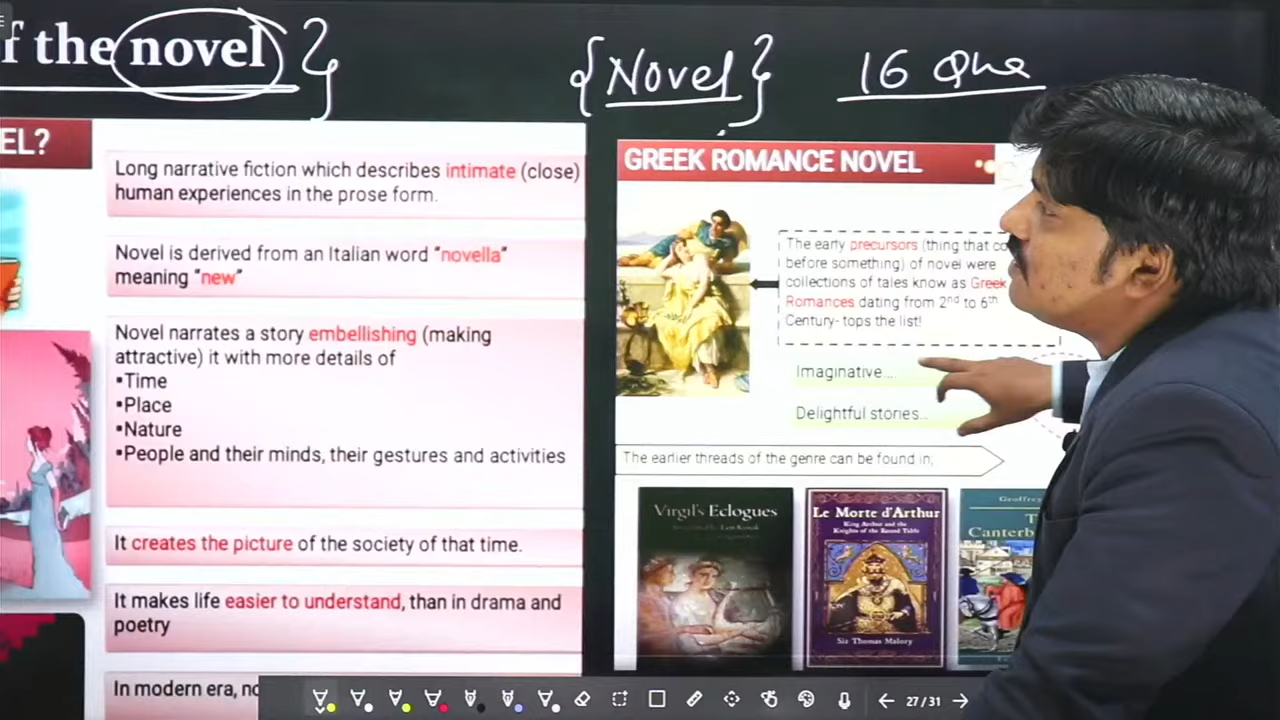 f the novel }
{Novel} 16 Que
EL?
Long narrative fiction which describes intimate (close)
human experiences in the prose form.
Novel is derived from an Italian word “novella”
meaning “new”
Novel narrates a story embellishing (making
attractive) it with more details of
▪Time
▪Place
▪Nature
▪People and their minds, their gestures and activities
It creates the picture of the society of that time.
It makes life easier to understand, than in drama and
poetry
In modern era, no
GREEK ROMANCE NOVEL
The early precursors (thing that co
before something) of novel were
collections of tales know as Greek
Romances dating from 2nd to 6th
Century- tops the list!
Imaginative...
Delightful stories..
The earlier threads of the genre can be found in,
Virgil's Eclogues
Le Morte d'Arthur
King Arthur and the
Knights of the Round Table
Sir Thomas Malory
Geoffrey
T
Canterb
27/31